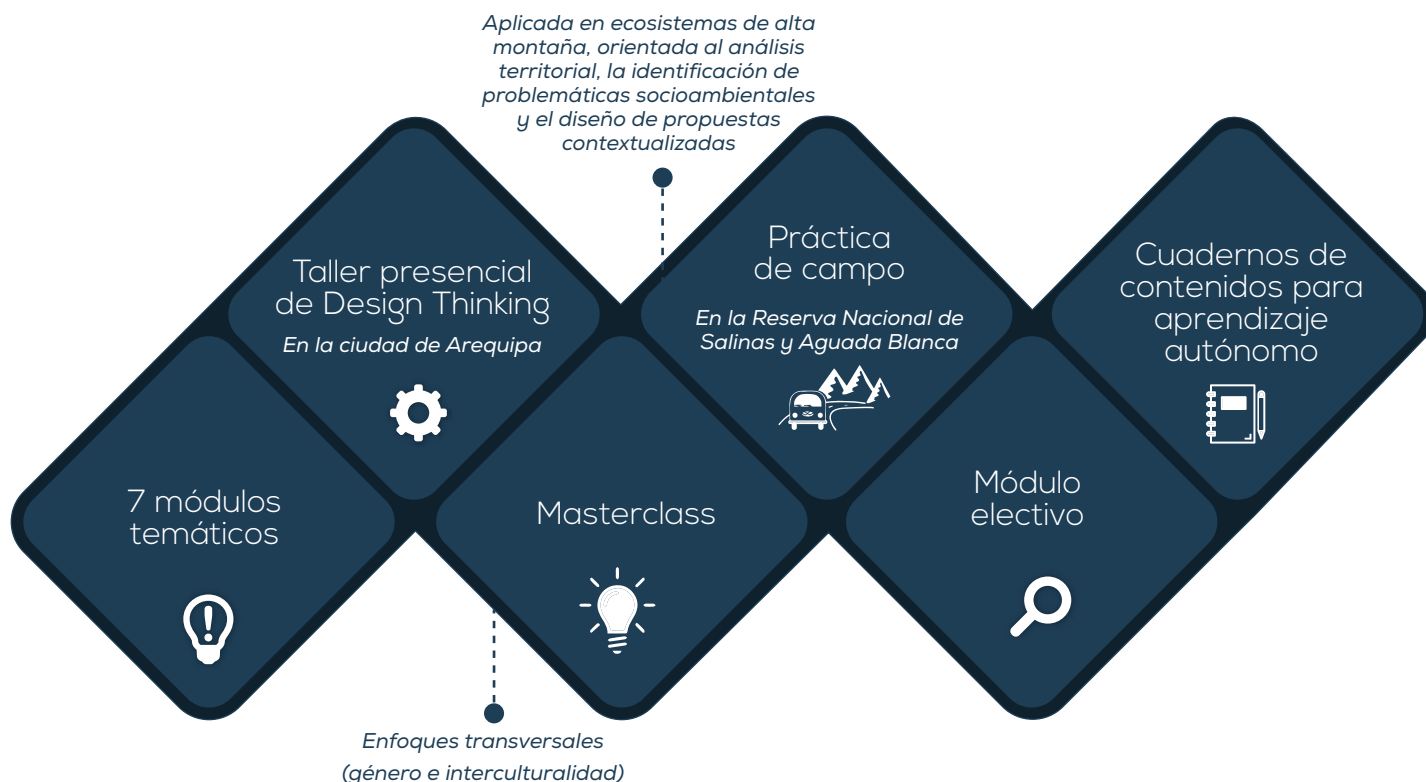 Aplicada en ecosistemas de alta
montaña, orientada al análisis
territorial, la identificación de
problemáticas socioambientales
y el diseño de propuestas
contextualizadas
Taller presencial
de Design Thinking
En la ciudad de Arequipa
Práctica
de campo
En la Reserva Nacional de
Salinas y Aguada Blanca
Cuadernos de
contenidos para
aprendizaje
autónomo
7 módulos
temáticos
Masterclass
Módulo
electivo
Enfoques transversales
(género e interculturalidad)